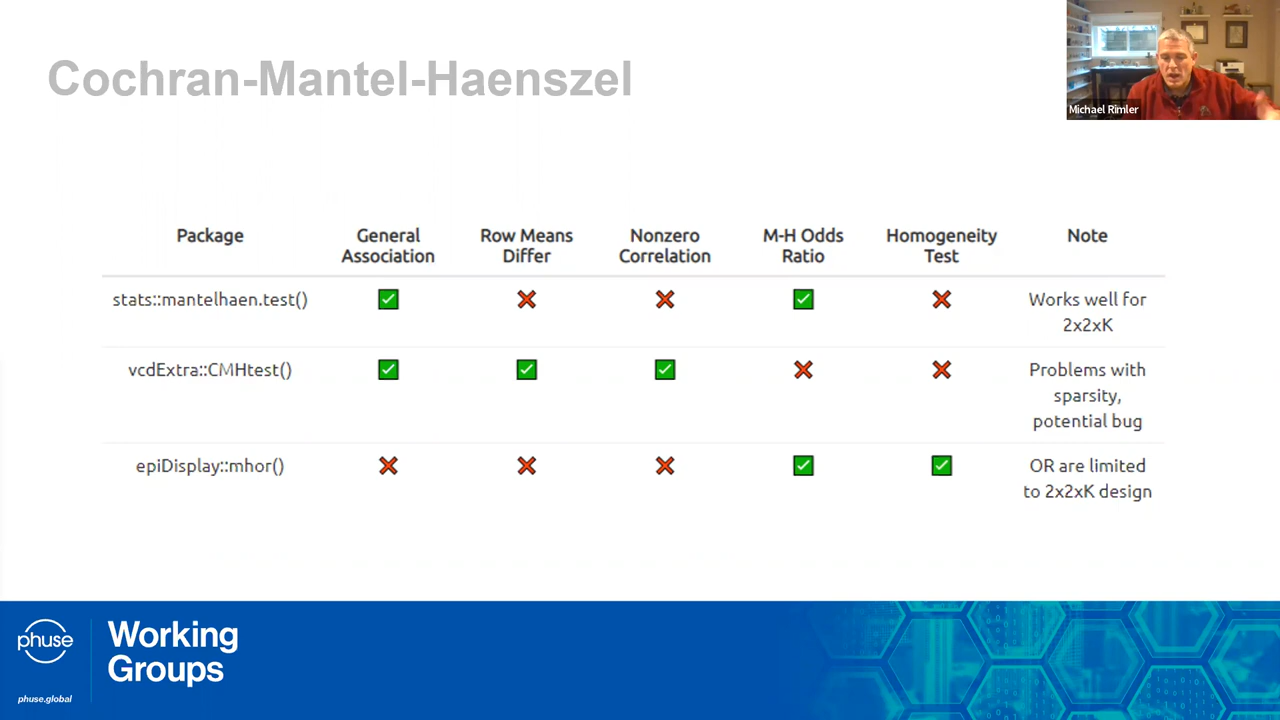 Cochran-Mantel-Haenszel
Michael Rimler
Package
General
Association
Row Means
Differ
Nonzero
Correlation
M-H Odds
Ratio
Homogeneity
Test
Note
stats::mantelhaen.test()
Works well for
2x2xK
vcdExtra::CMHtest()
Problems with
sparsity,
potential bug
epiDisplay::mhor()
OR are limited
to 2x2xK design
phuse
Working
Groups
phuse.global